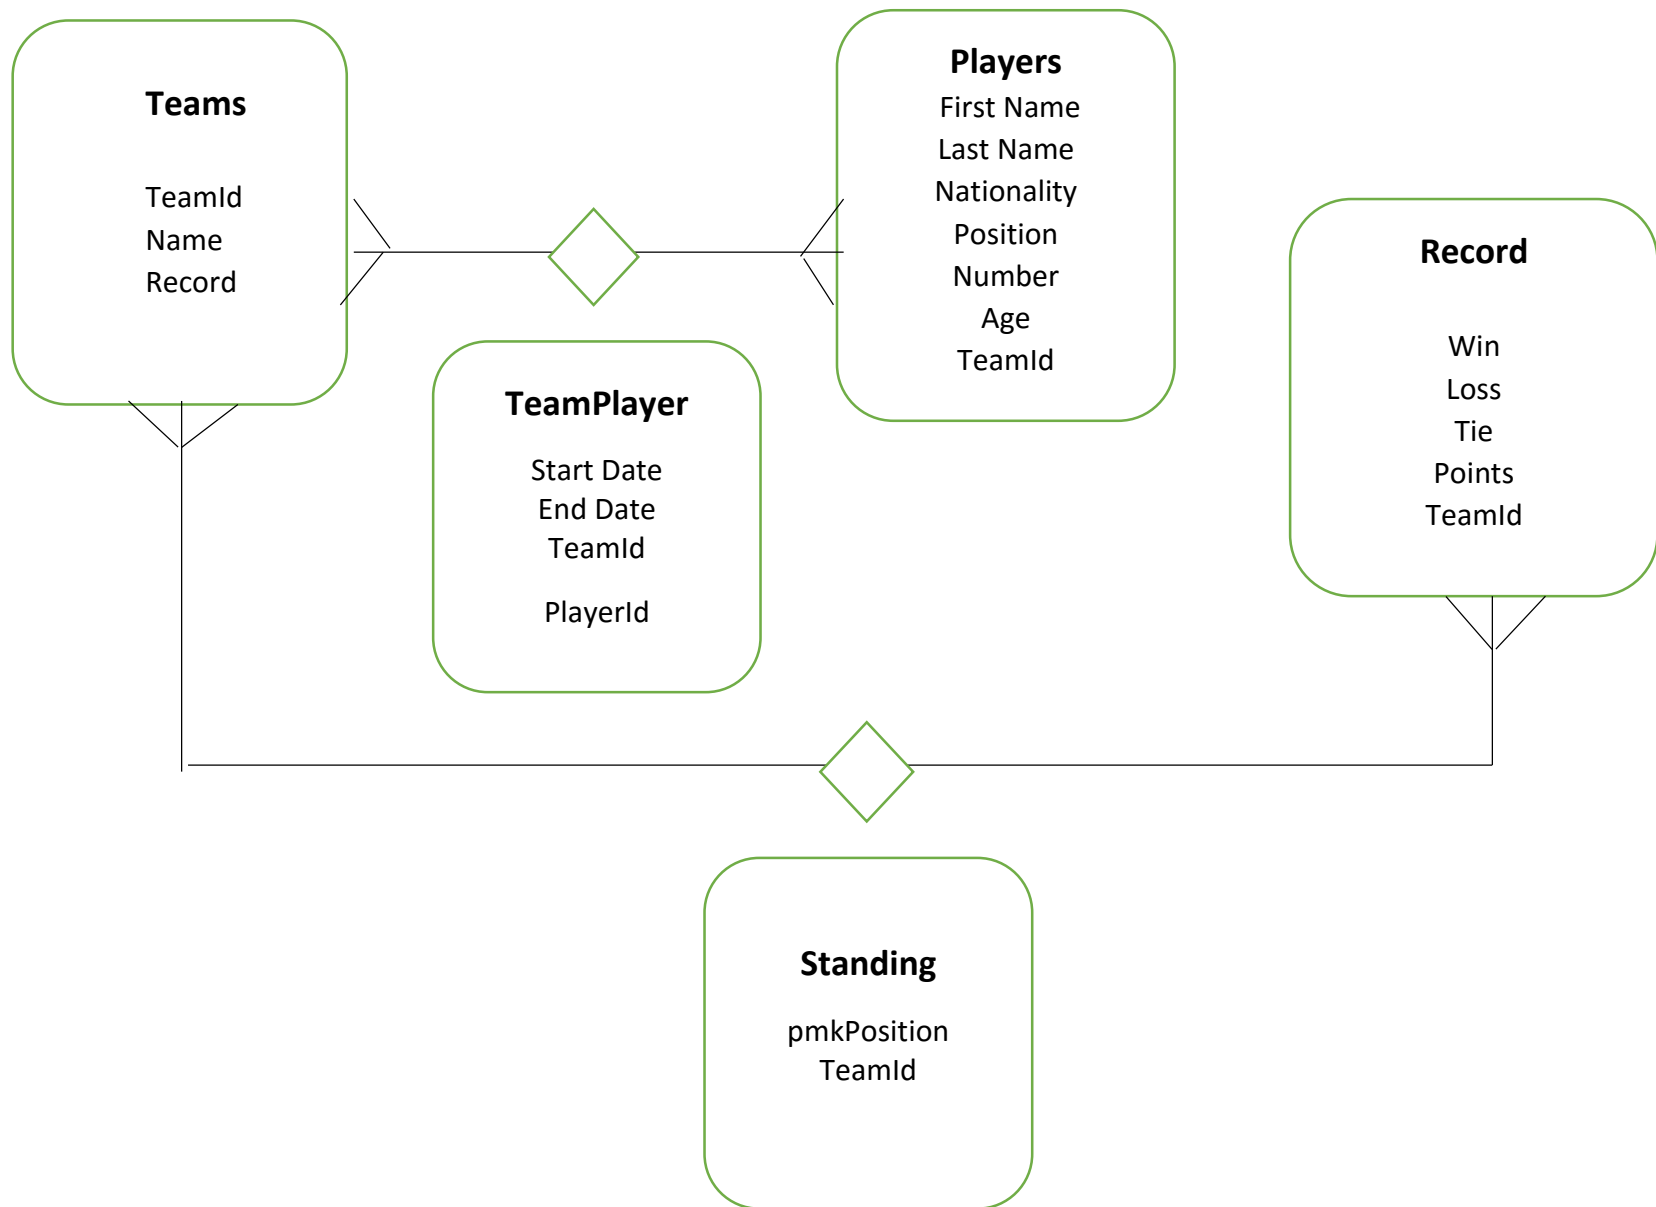 Teams
TeamId
Name
Record
Players
First Name
Last Name
Nationality
Position
Number
Age
TeamId
Record
Win
Loss
Tie
Points
TeamId
TeamPlayer
Start Date
End Date
TeamId
PlayerId
Standing
pmkPosition
TeamId